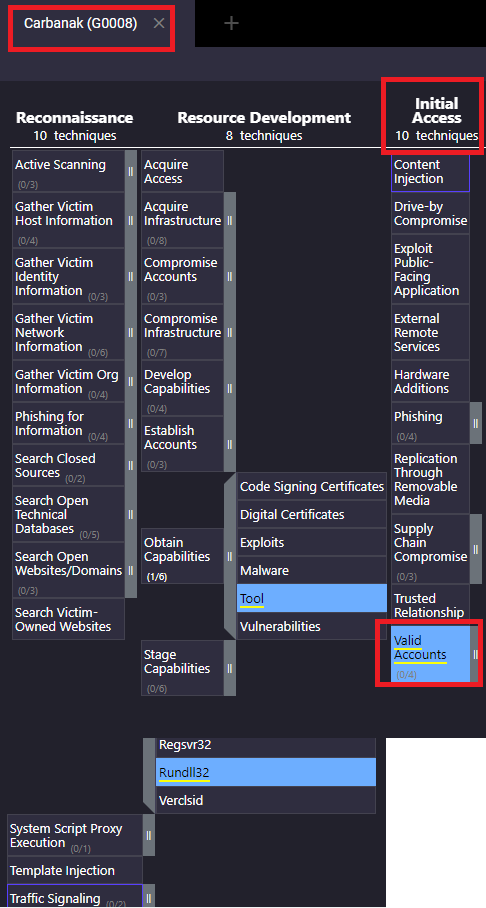 Carbanak (G0008) × +
Reconnaissance
10 techniques
Active Scanning
(0/3)
Gather Victim
Host Information
(0/4)
Gather Victim
Identity
Information (0/3)
Gather Victim
Network
Information (0/6)
Gather Victim Org
Information (0/4)
Phishing for
Information (0/4)
Search Closed
Sources (0/2)
Search Open
Technical
Databases (0/5)
Search Open
Websites/Domains
(0/3)
Search Victim-
Owned Websites
Resource Development
8 techniques
Acquire
Access
Acquire
Infrastructure
(0/8)
Compromise
Accounts
(0/3)
Compromise
Infrastructure
(0/7)
Develop
Capabilities
(0/4)
Establish
Accounts
(0/3)
Obtain
Capabilities
(1/6)
Code Signing Certificates
Digital Certificates
Exploits
Malware
Tool
Vulnerabilities
Stage
Capabilities
(0/6)
Initial
Access
10 techniques
Content
Injection
Drive-by
Compromise
Exploit
Public-
Facing
Application
External
Remote
Services
Hardware
Additions
Phishing
(0/4)
Replication
Through
Removable
Media
Supply
Chain
Compromise
(0/3)
Trusted
Relationship
Valid
Accounts
(0/4)
Regsvr32
Rundll32
Verclsid
System Script Proxy
Execution (0/1)
Template Injection
Traffic Signaling (0/2)